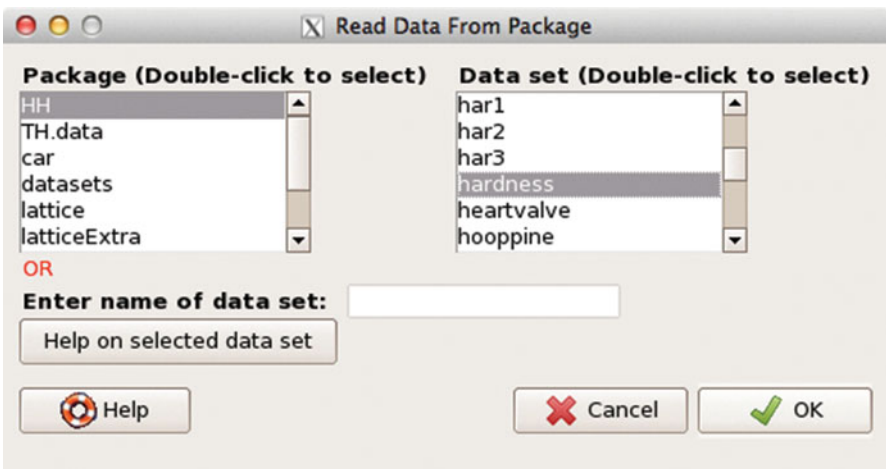 X Read Data From Package
Package (Double-click to select)
HH
TH.data
car
datasets
lattice
latticeExtra
Data set (Double-click to select)
har1
har2
har3
hardness
heartvalve
hooppine
OR
Enter name of data set:
Help on selected data set
Help
Cancel
OK